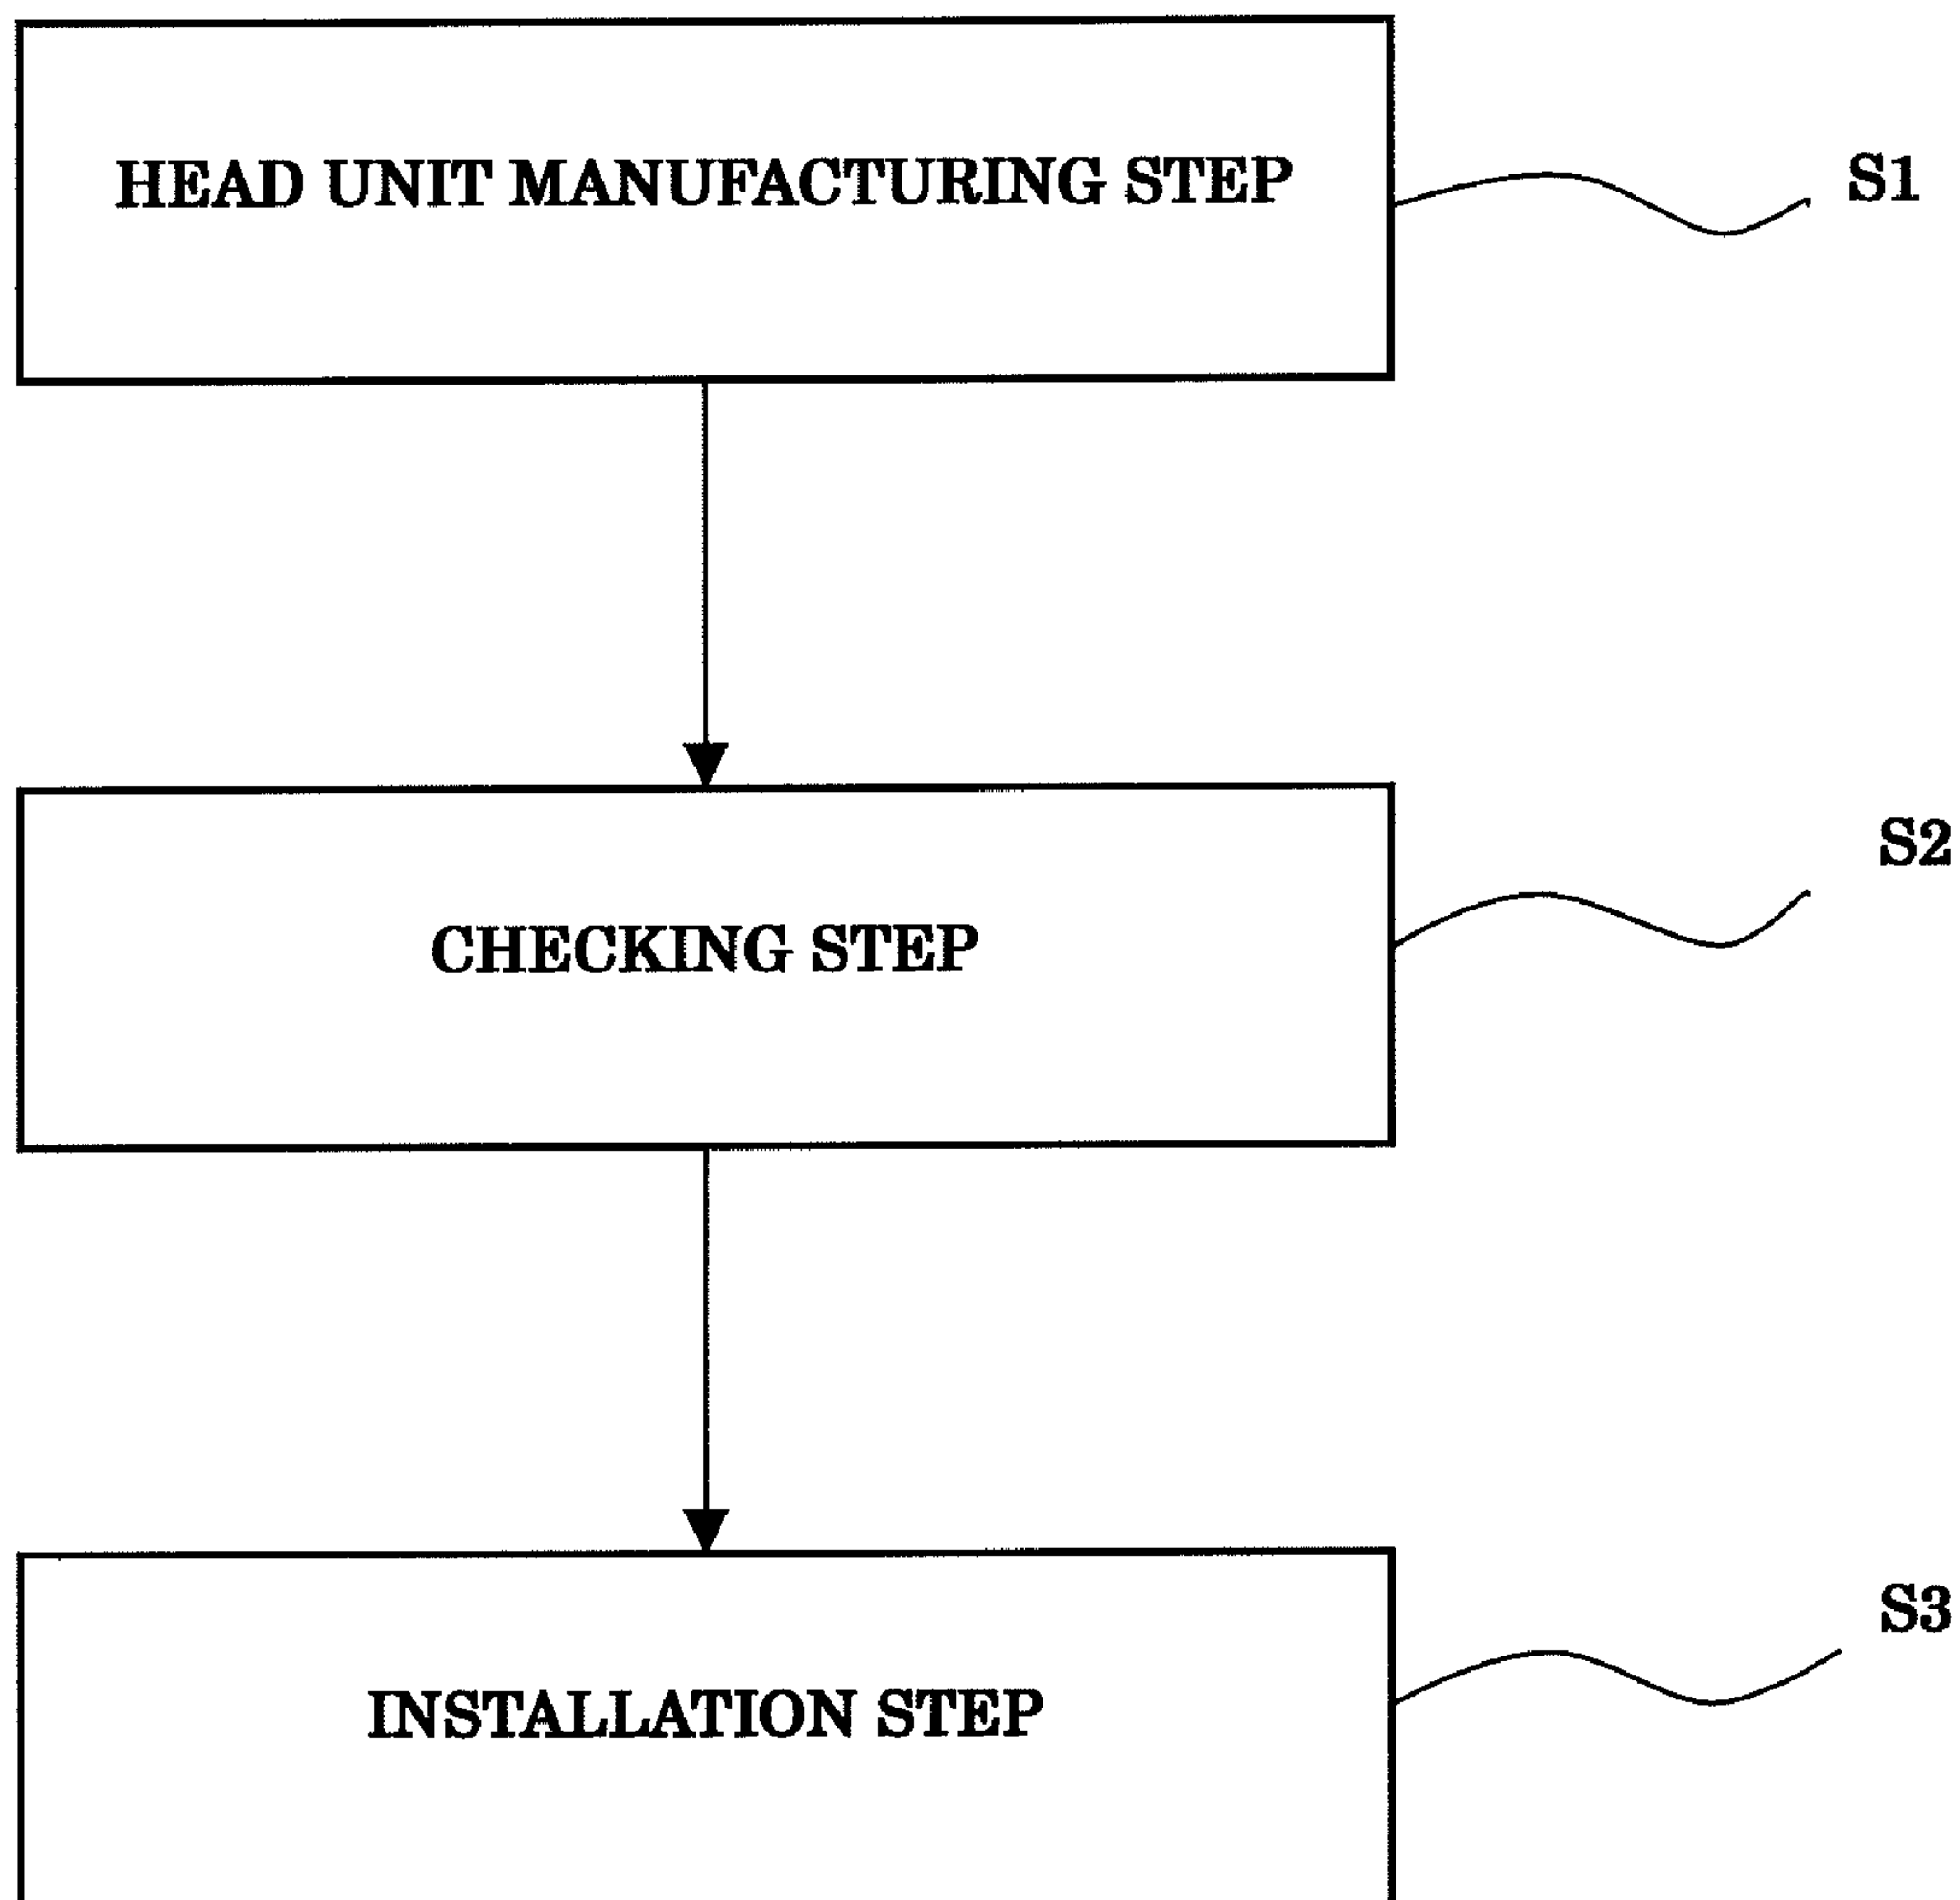 HEAD UNIT MANUFACTURING STEP
S1
S2
CHECKING STEP
S3
INSTALLATION STEP